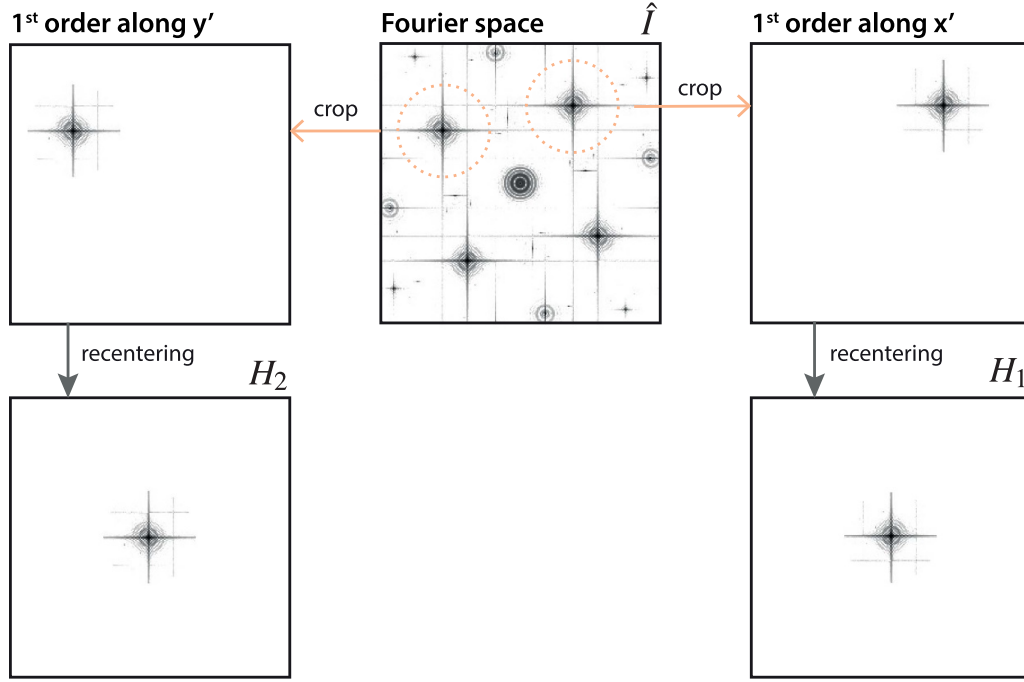 1st order along y′
Fourier space
Î
1st order along x′
crop
crop
recentering
H2
recentering
H1